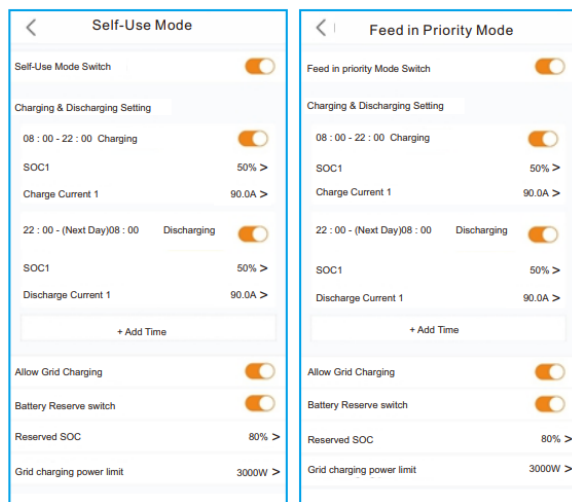 Self-Use Mode
Self-Use Mode Switch
Charging & Discharging Setting
08 : 00 - 22 : 00 Charging
SOC1 50% >
Charge Current 1 90.0A >
22 : 00 - (Next Day)08 : 00 Discharging
SOC1 50% >
Discharge Current 1 90.0A >
+ Add Time
Allow Grid Charging
Battery Reserve switch
Reserved SOC 80% >
Grid charging power limit 3000W >
Feed in Priority Mode
Feed in priority Mode Switch
Charging & Discharging Setting
08 : 00 - 22 : 00 Charging
SOC1 50% >
Charge Current 1 90.0A >
22 : 00 - (Next Day)08 : 00 Discharging
SOC1 50% >
Discharge Current 1 90.0A >
+ Add Time
Allow Grid Charging
Battery Reserve switch
Reserved SOC 80% >
Grid charging power limit 3000W >